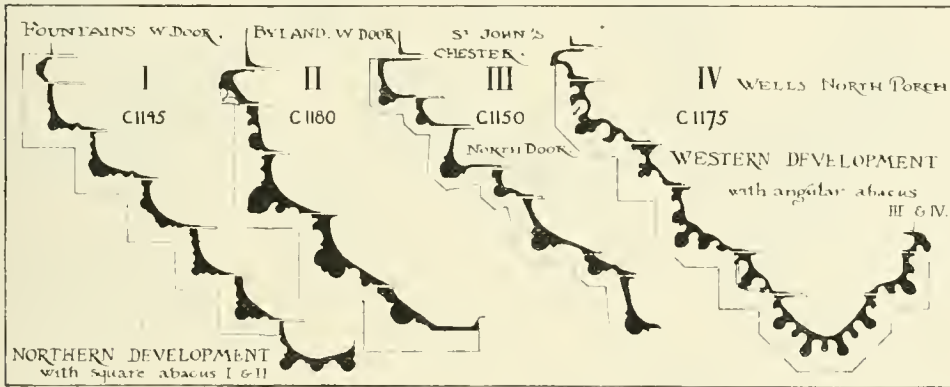 FOUNTAINS W. DOOR.
I
C1145
BYLAND. W DOOR
II
C1180
ST JOHN'S
CHESTER.
III
C1150
NORTH DOOR.
IV WELLS NORTH PORCH
C1175
WESTERN DEVELOPMENT
with angular abacus
III & IV.
NORTHERN DEVELOPMENT
with square abacus I & II